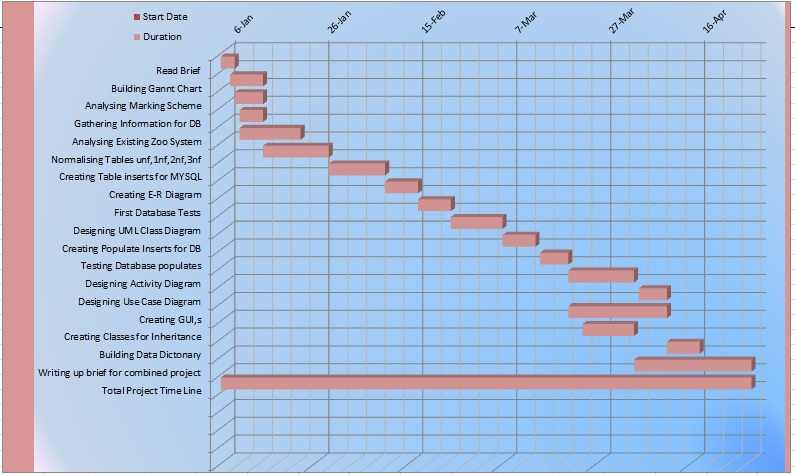 Start Date
Duration
6-Jan
26-Jan
15-Feb
7-Mar
27-Mar
16-Apr
Read Brief
Building Gannt Chart
Analysing Marking Scheme
Gathering Information for DB
Analysing Existing Zoo System
Normalising Tables unf,1nf,2nf,3nf
Creating Table inserts for MYSQL
Creating E-R Diagram
First Database Tests
Designing UML Class Diagram
Creating Populate Inserts for DB
Testing Database populates
Designing Activity Diagram
Designing Use Case Diagram
Creating GUI,s
Creating Classes for Inheritance
Building Data Dictonary
Writing up brief for combined project
Total Project Time Line